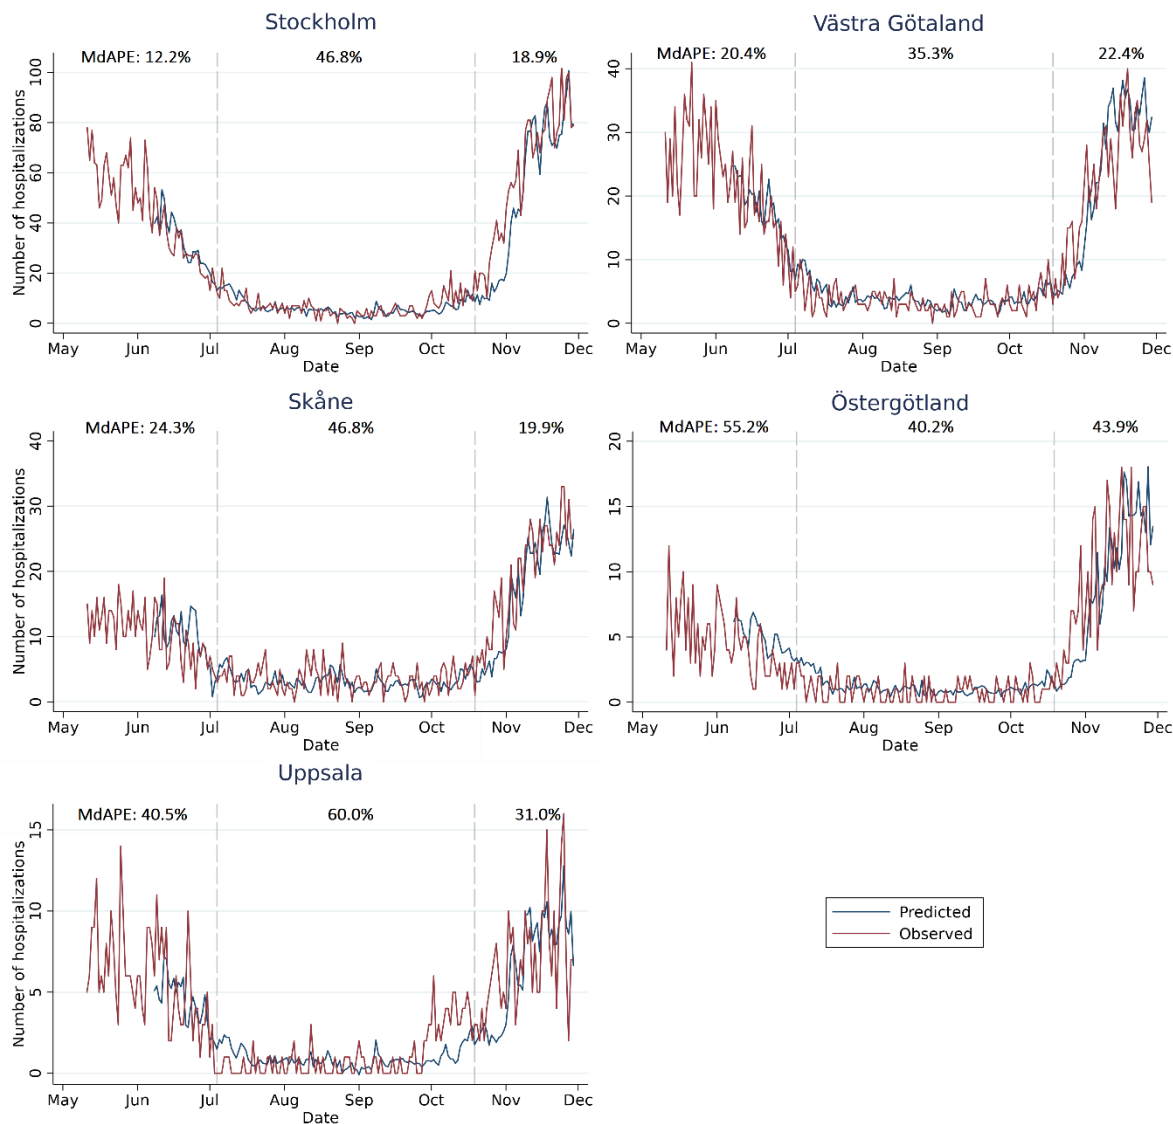 Stockholm
MdAPE: 12.2% 46.8% 18.9%
Number of hospitalizations
100
80
60
40
20
0
May Jun Jul Aug Sep Oct Nov Dec
Date
Västra Götaland
MdAPE: 20.4% 35.3% 22.4%
40
30
20
10
0
May Jun Jul Aug Sep Oct Nov Dec
Date
Skåne
MdAPE: 24.3% 46.8% 19.9%
Number of hospitalizations
40
30
20
10
0
May Jun Jul Aug Sep Oct Nov Dec
Date
Östergötland
MdAPE: 55.2% 40.2% 43.9%
20
15
10
5
0
May Jun Jul Aug Sep Oct Nov Dec
Date
Uppsala
MdAPE: 40.5% 60.0% 31.0%
Number of hospitalizations
15
10
5
0
May Jun Jul Aug Sep Oct Nov Dec
Date
Predicted
Observed